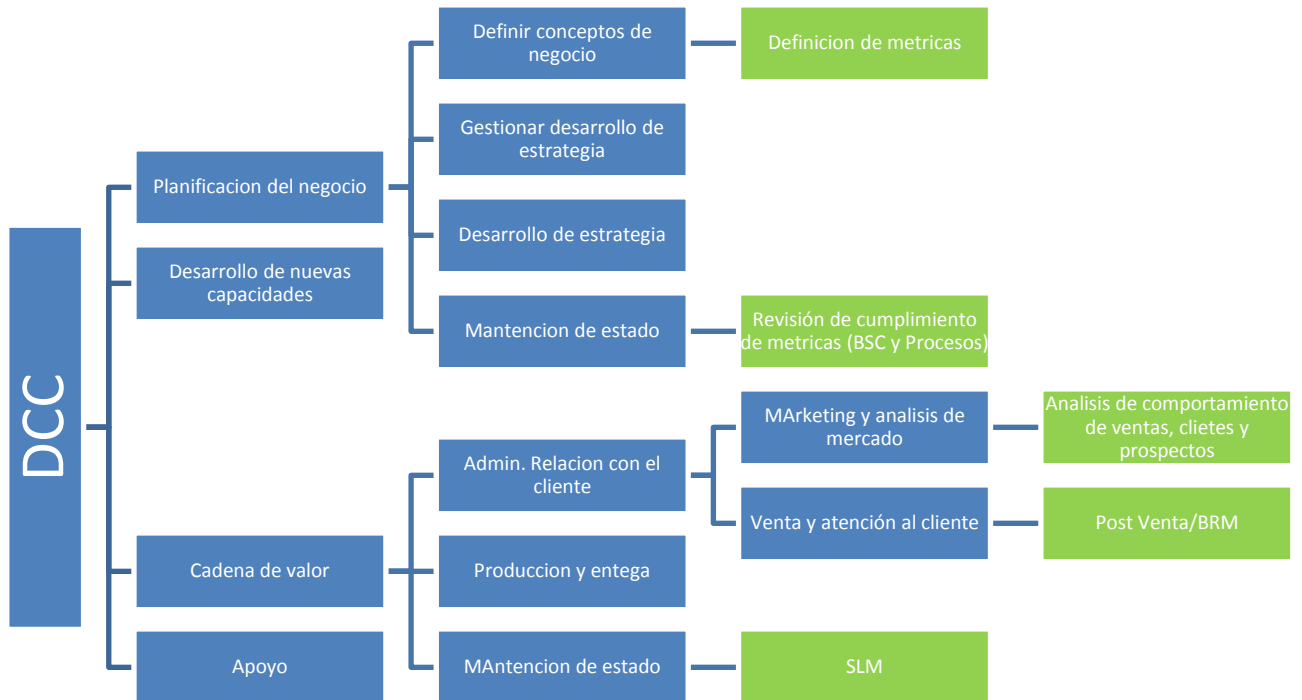 DCC
Planificacion del negocio
Definir conceptos de
negocio
Definicion de metricas
Gestionar desarrollo de
estrategia
Desarrollo de estrategia
Mantencion de estado
Revisión de cumplimiento
de metricas (BSC y Procesos)
Desarrollo de nuevas
capacidades
Cadena de valor
Admin. Relacion con el
cliente
MArketing y analisis de
mercado
Analisis de comportamiento
de ventas, clietes y
prospectos
Venta y atención al cliente
Post Venta/BRM
Produccion y entega
MAntencion de estado
SLM
Apoyo